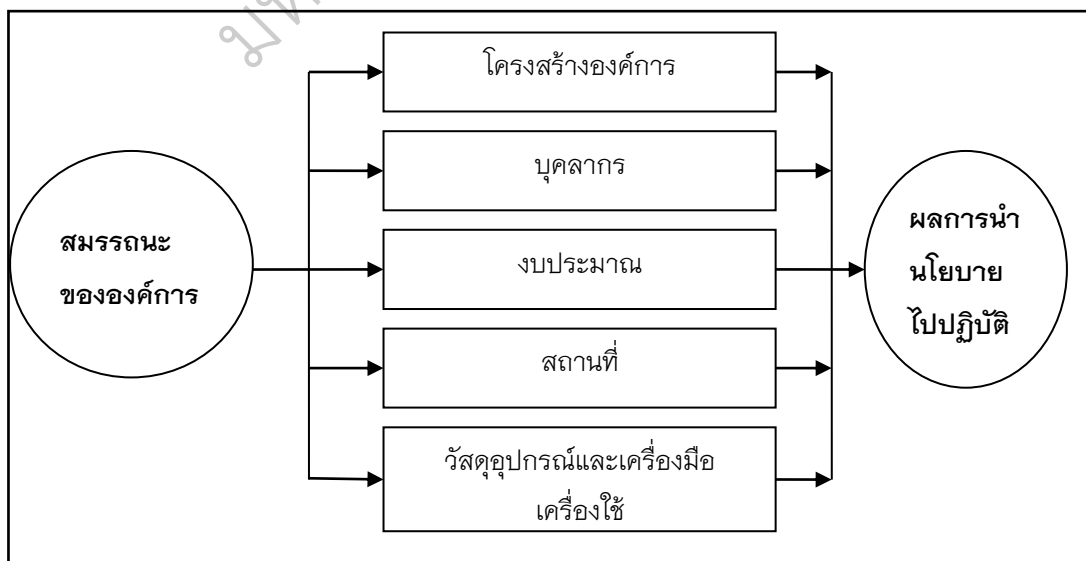 สมรรถนะ
ขององค์การ
โครงสร้างองค์การ
บุคลากร
งบประมาณ
สถานที่
วัสดุอุปกรณ์และเครื่องมือ
เครื่องใช้
ผลการนำ
นโยบาย
ไปปฏิบัติ